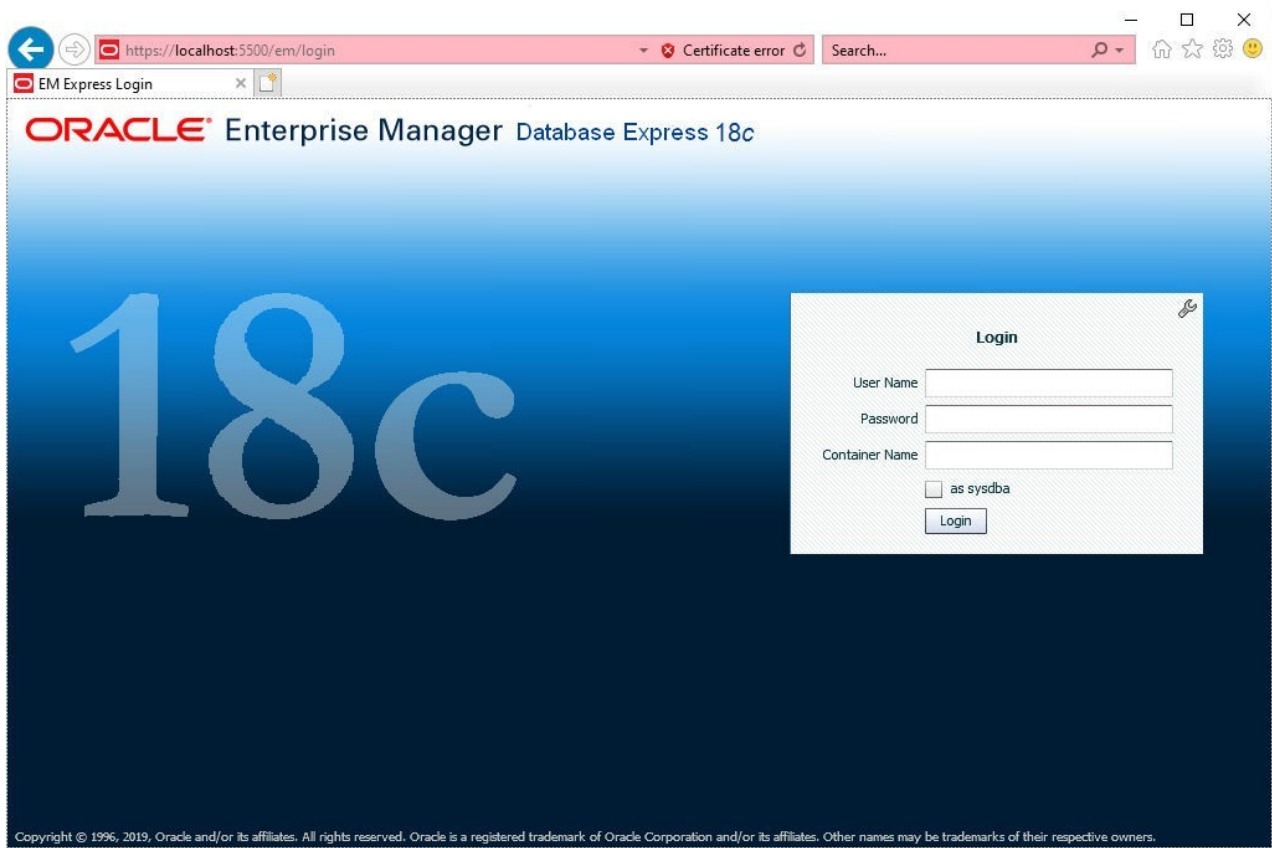 https://localhost:5500/em/login
Certificate error
Search...
EM Express Login
ORACLE® Enterprise Manager Database Express 18c
18c
Login
User Name
Password
Container Name
as sysdba
Login
Copyright © 1996, 2019, Oracle and/or its affiliates. All rights reserved. Oracle is a registered trademark of Oracle Corporation and/or its affiliates. Other names may be trademarks of their respective owners.